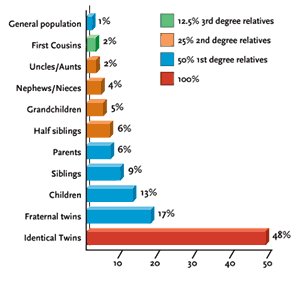 General population 1%
First Cousins 2%
Uncles/Aunts 2%
Nephews/Nieces 4%
Grandchildren 5%
Half siblings 6%
Parents 6%
Siblings 9%
Children 13%
Fraternal twins 17%
Identical Twins 48%
10 20 30 40 50
12.5% 3rd degree relatives
25% 2nd degree relatives
50% 1st degree relatives
100%